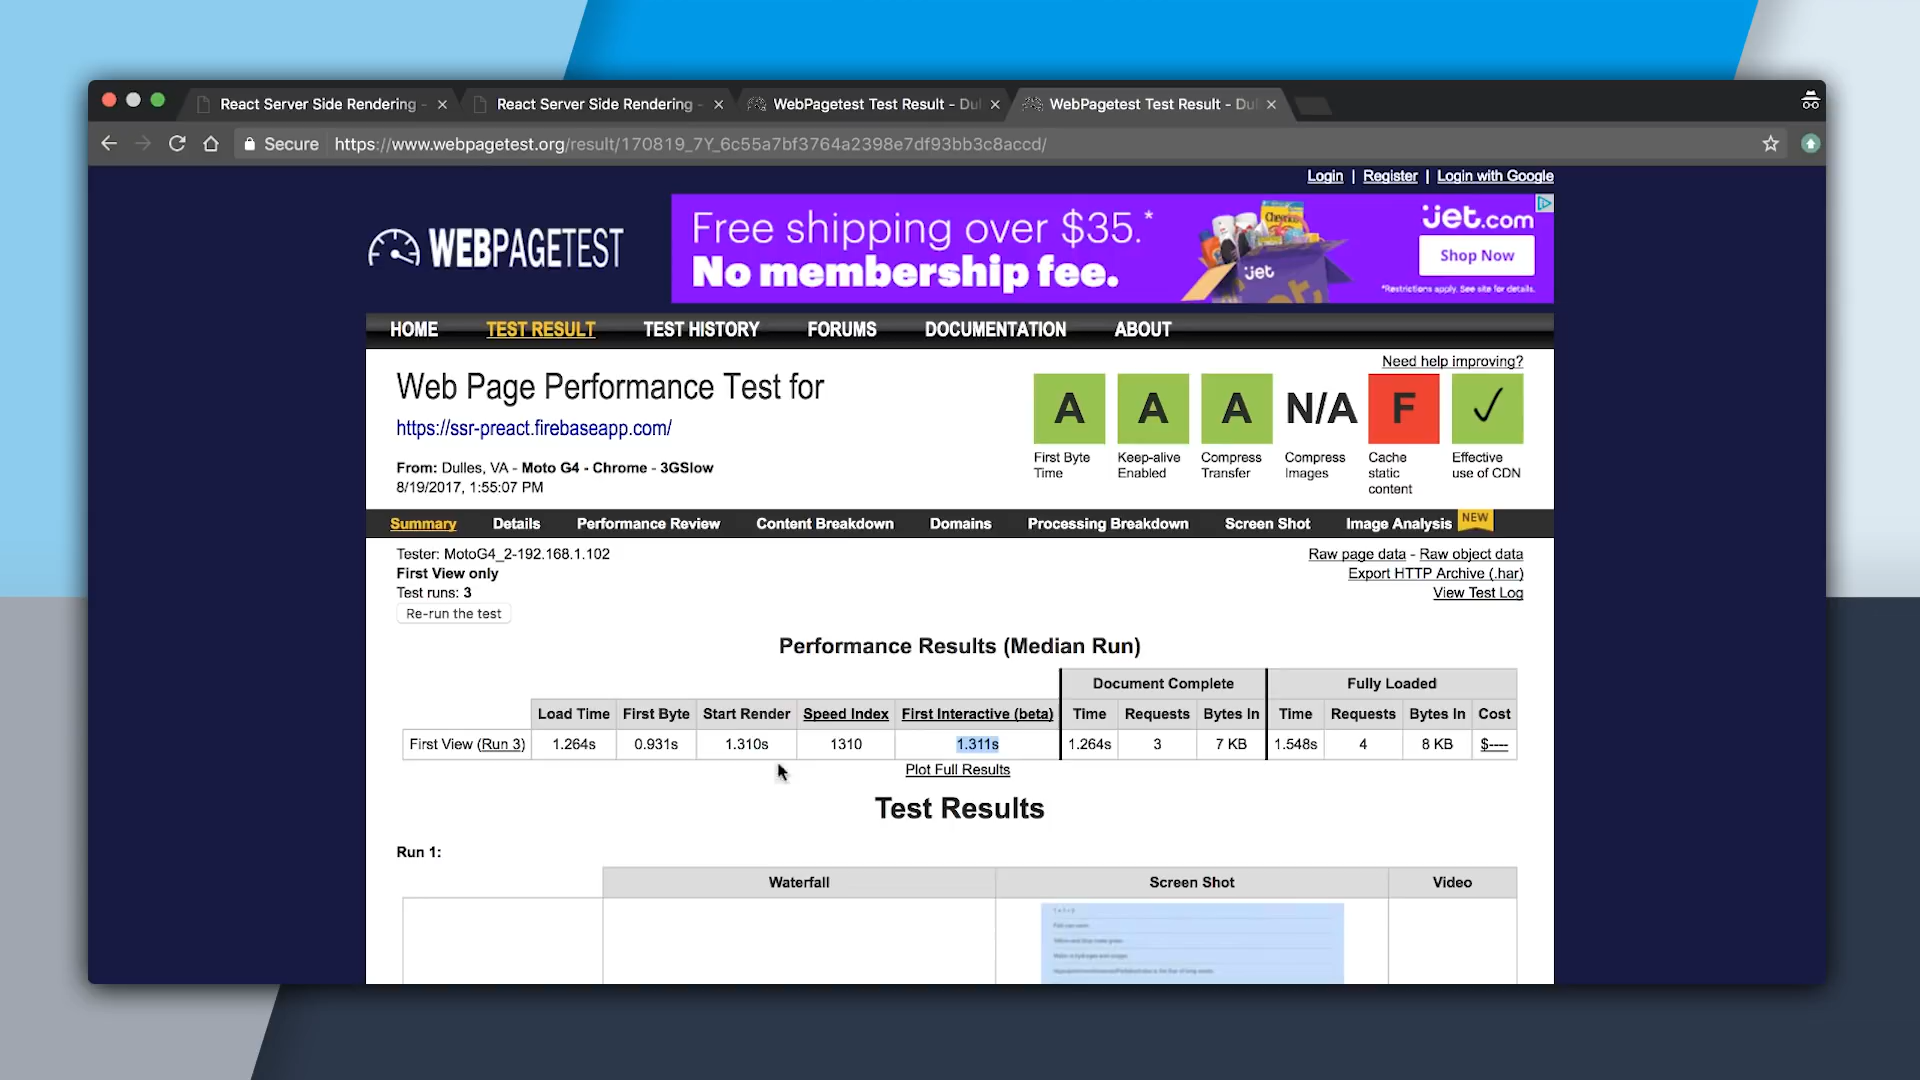 React Server Side Rendering -
React Server Side Rendering -
WebPagetest Test Result - Dul
WebPagetest Test Result - Dul
Secure https://www.webpagetest.org/result/170819_7Y_6c55a7bf3764a2398e7df93bb3c8accd/
Login | Register | Login with Google
WEBPAGETEST
Free shipping over $35.*
No membership fee.
Cheerios
jet
jet.com
Shop Now
*Restrictions apply. See site for details.
HOME TEST RESULT TEST HISTORY FORUMS DOCUMENTATION ABOUT
Need help improving?
Web Page Performance Test for
https://ssr-preact.firebaseapp.com/
From: Dulles, VA - Moto G4 - Chrome - 3GSlow
8/19/2017, 1:55:07 PM
A A A N/A F ✓
First Byte Time
Keep-alive Enabled
Compress Transfer
Compress Images
Cache static content
Effective use of CDN
Summary Details Performance Review Content Breakdown Domains Processing Breakdown Screen Shot Image Analysis NEW
Tester: MotoG4_2-192.168.1.102
First View only
Test runs: 3
Re-run the test
Raw page data - Raw object data
Export HTTP Archive (.har)
View Test Log
Performance Results (Median Run)
Document Complete Fully Loaded
Load Time First Byte Start Render Speed Index First Interactive (beta) Time Requests Bytes In Time Requests Bytes In Cost
First View (Run 3) 1.264s 0.931s 1.310s 1310 1.311s 1.264s 3 7 KB 1.548s 4 8 KB $----
Plot Full Results
Test Results
Run 1:
Waterfall Screen Shot Video